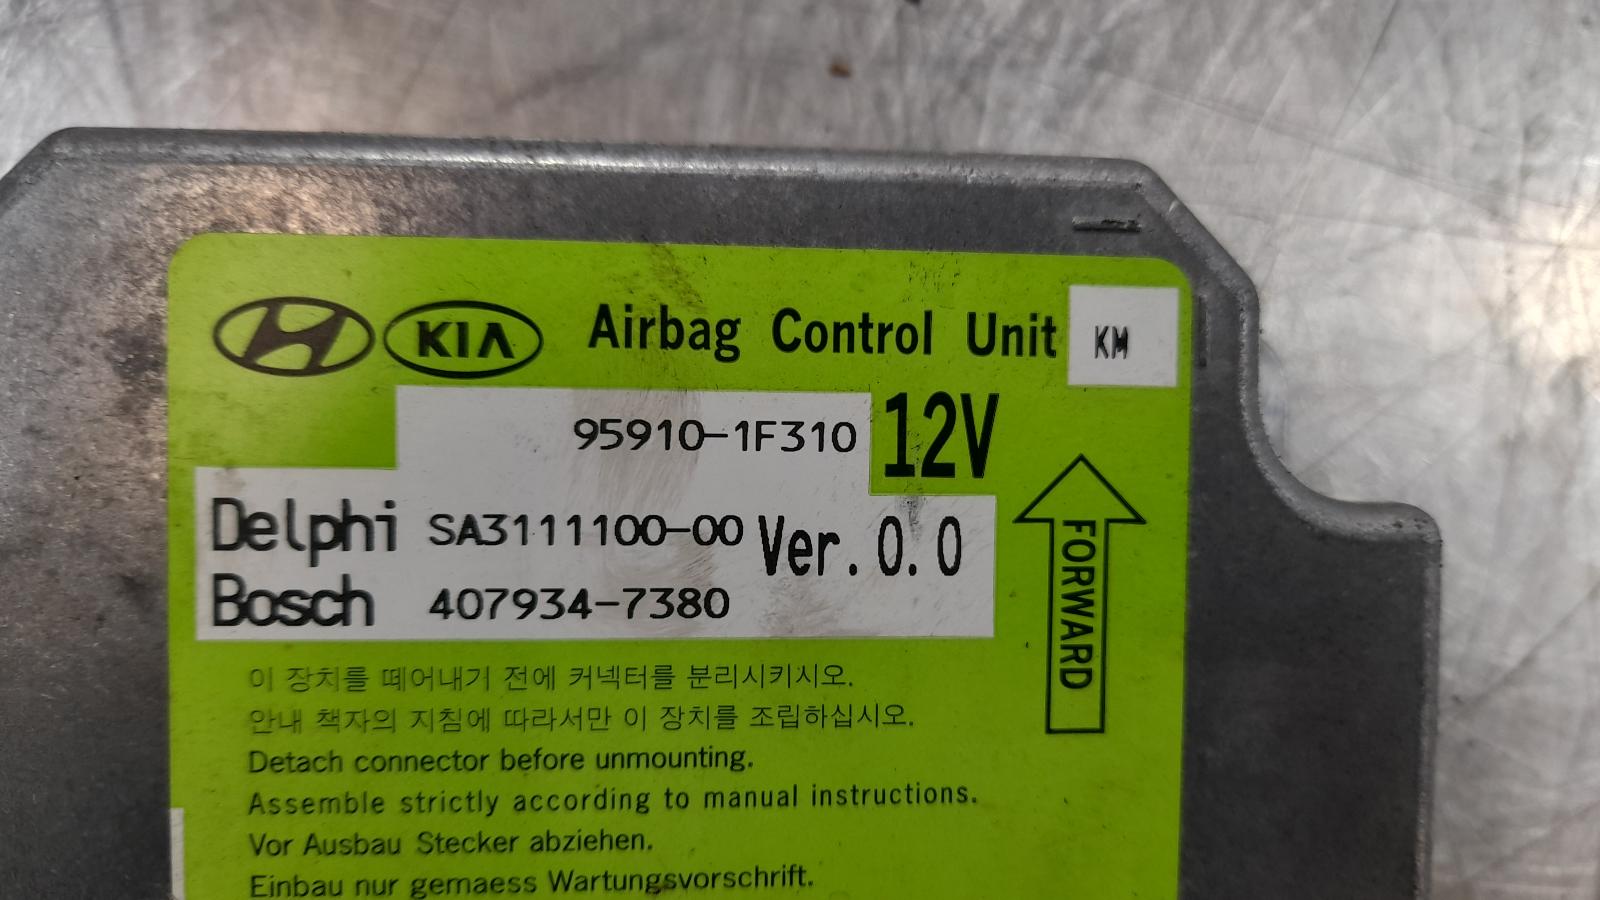 KIA Airbag Control Unit KM
95910-1F310 12V
Delphi SA3111100-00 Ver.0.0
Bosch 407934-7380
FORWARD
이 장치를 떼어내기 전에 커넥터를 분리시키시오.
안내 책자의 지침에 따라서만 이 장치를 조립하십시오.
Detach connector before unmounting.
Assemble strictly according to manual instructions.
Vor Ausbau Stecker abziehen.
Einbau nur gemaess Wartungsvorschrift.